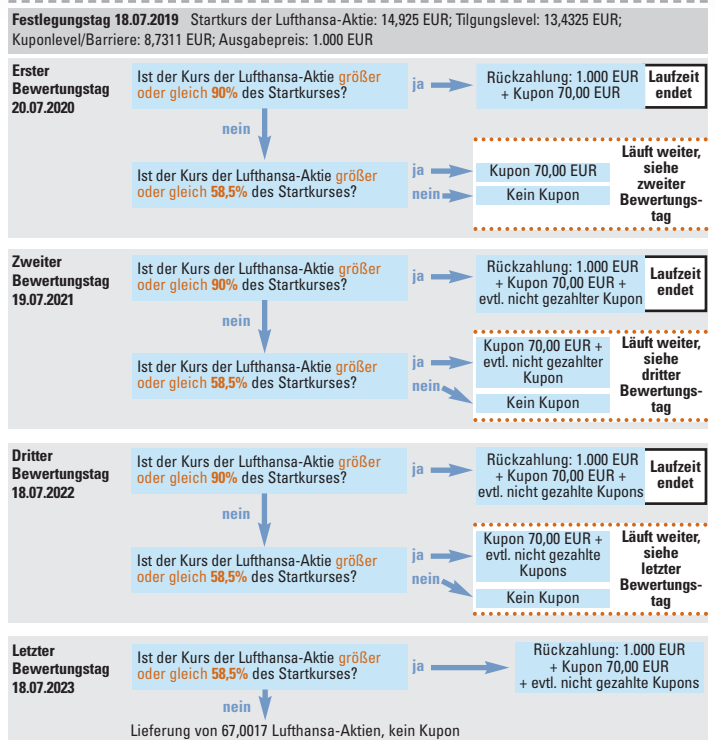 Festlegungstag 18.07.2019 Startkurs der Lufthansa-Aktie: 14,925 EUR; Tilgungslevel: 13,4325 EUR;
Kuponlevel/Barriere: 8,7311 EUR; Ausgabepreis: 1.000 EUR
Erster
Bewertungstag
20.07.2020
Ist der Kurs der Lufthansa-Aktie größer
oder gleich 90% des Startkurses?
ja
Rückzahlung: 1.000 EUR
+ Kupon 70,00 EUR
Laufzeit
endet
nein
Ist der Kurs der Lufthansa-Aktie größer
oder gleich 58,5% des Startkurses?
ja
Kupon 70,00 EUR
nein
Kein Kupon
Läuft weiter,
siehe
zweiter
Bewertungs-
tag
Zweiter
Bewertungstag
19.07.2021
Ist der Kurs der Lufthansa-Aktie größer
oder gleich 90% des Startkurses?
ja
Rückzahlung: 1.000 EUR
+ Kupon 70,00 EUR +
evtl. nicht gezahlter Kupon
Laufzeit
endet
nein
Ist der Kurs der Lufthansa-Aktie größer
oder gleich 58,5% des Startkurses?
ja
Kupon 70,00 EUR +
evtl. nicht gezahlter
Kupon
nein
Kein Kupon
Läuft weiter,
siehe
dritter
Bewertungs-
tag
Dritter
Bewertungstag
18.07.2022
Ist der Kurs der Lufthansa-Aktie größer
oder gleich 90% des Startkurses?
ja
Rückzahlung: 1.000 EUR
+ Kupon 70,00 EUR +
evtl. nicht gezahlte Kupons
Laufzeit
endet
nein
Ist der Kurs der Lufthansa-Aktie größer
oder gleich 58,5% des Startkurses?
ja
Kupon 70,00 EUR +
evtl. nicht gezahlte
Kupons
nein
Kein Kupon
Läuft weiter,
siehe
letzter
Bewertungs-
tag
Letzter
Bewertungstag
18.07.2023
Ist der Kurs der Lufthansa-Aktie größer
oder gleich 58,5% des Startkurses?
ja
Rückzahlung: 1.000 EUR
+ Kupon 70,00 EUR
+ evtl. nicht gezahlte Kupons
nein
Lieferung von 67,0017 Lufthansa-Aktien, kein Kupon